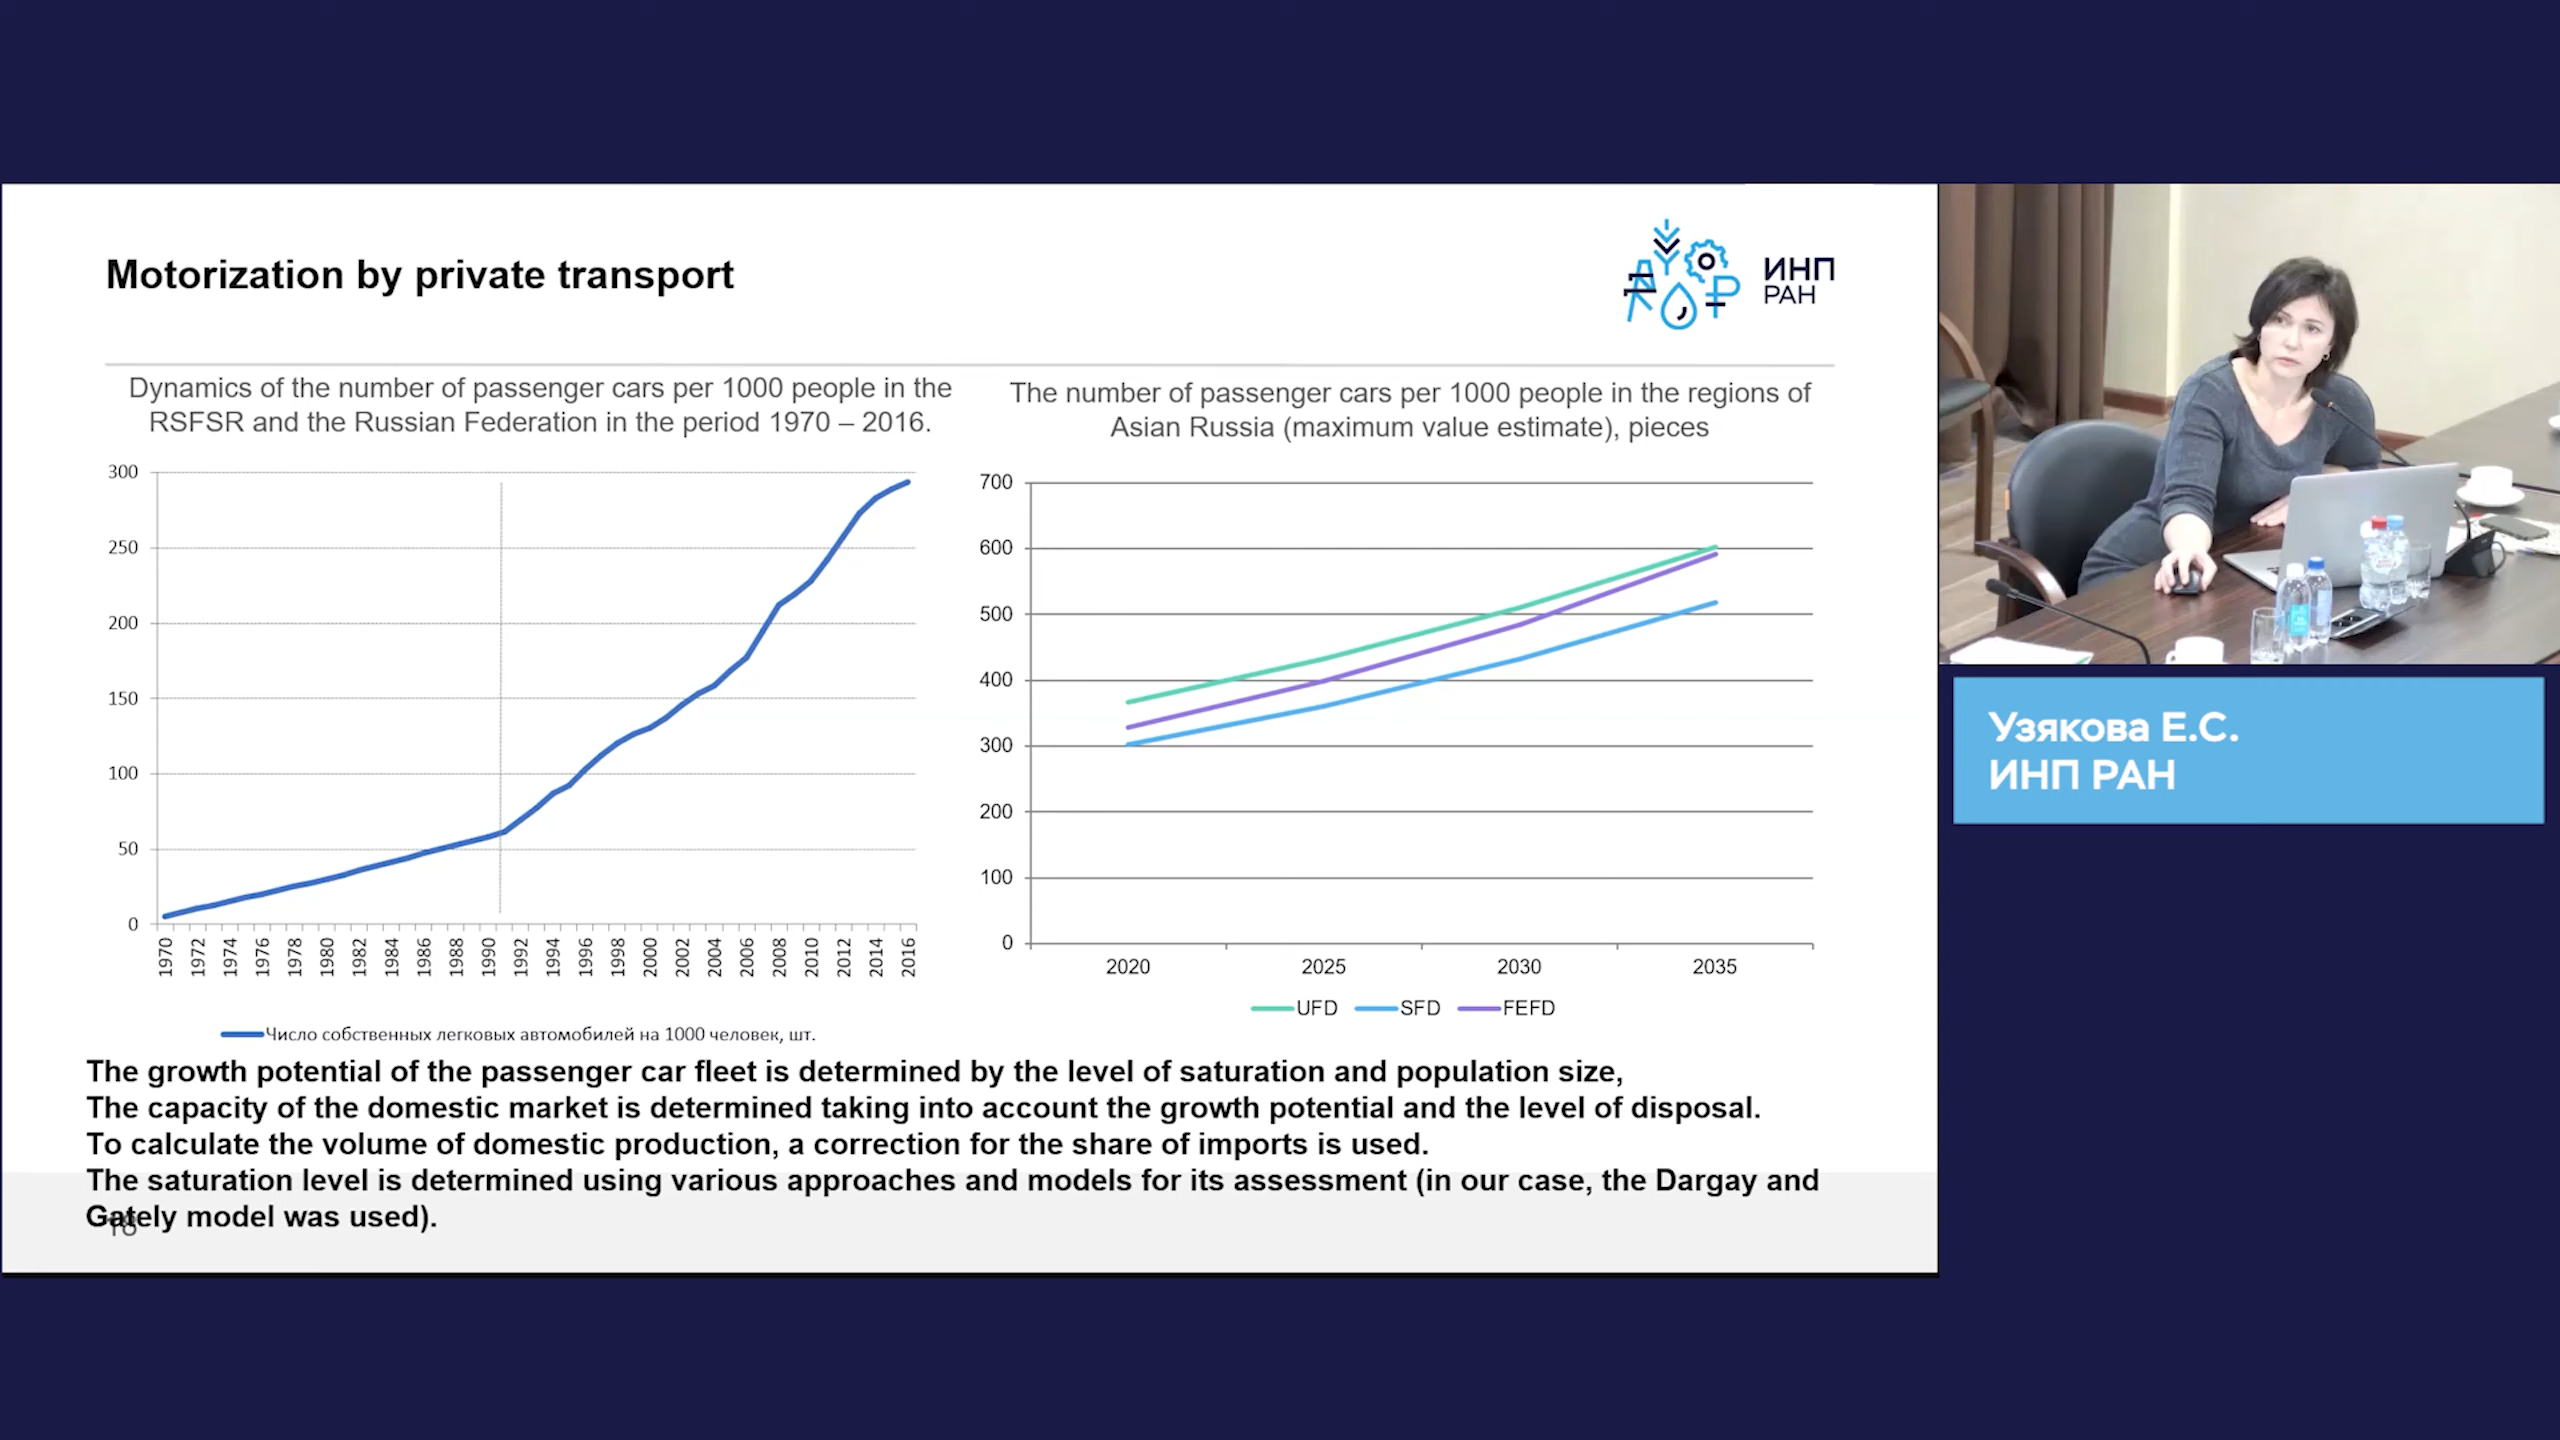 Motorization by private transport
ИНП
РАН
Dynamics of the number of passenger cars per 1000 people in the
RSFSR and the Russian Federation in the period 1970 – 2016.
300
250
200
150
100
50
0
1970 1972 1974 1976 1978 1980 1982 1984 1986 1988 1990 1992 1994 1996 1998 2000 2002 2004 2006 2008 2010 2012 2014 2016
Число собственных легковых автомобилей на 1000 человек, шт.
The number of passenger cars per 1000 people in the regions of
Asian Russia (maximum value estimate), pieces
700
600
500
400
300
200
100
0
2020 2025 2030 2035
UFD SFD FEFD
The growth potential of the passenger car fleet is determined by the level of saturation and population size,
The capacity of the domestic market is determined taking into account the growth potential and the level of disposal.
To calculate the volume of domestic production, a correction for the share of imports is used.
The saturation level is determined using various approaches and models for its assessment (in our case, the Dargay and
Gately model was used).
18
Узякова Е.С.
ИНП РАН